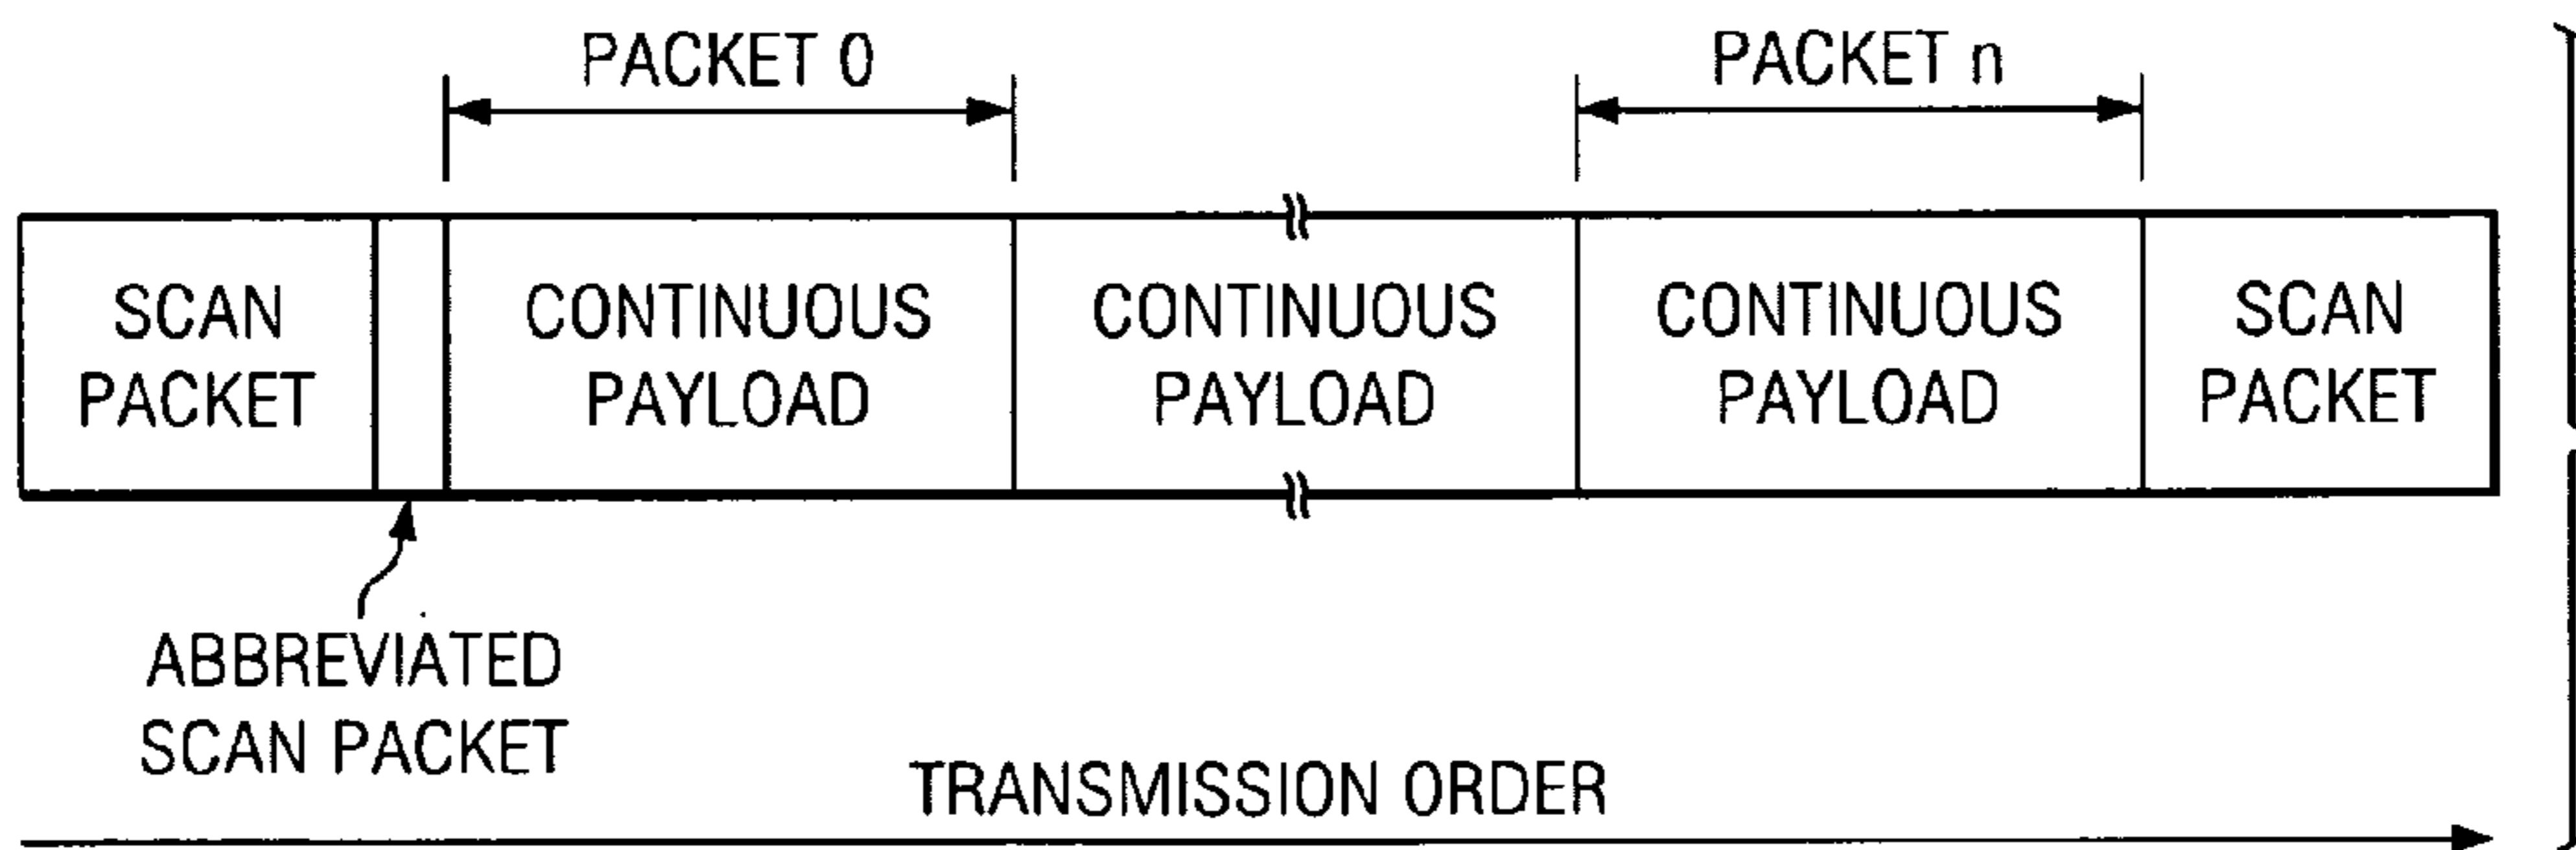 PACKET 0
PACKET n
SCAN
PACKET
CONTINUOUS
PAYLOAD
CONTINUOUS
PAYLOAD
CONTINUOUS
PAYLOAD
SCAN
PACKET
ABBREVIATED
SCAN PACKET
TRANSMISSION ORDER